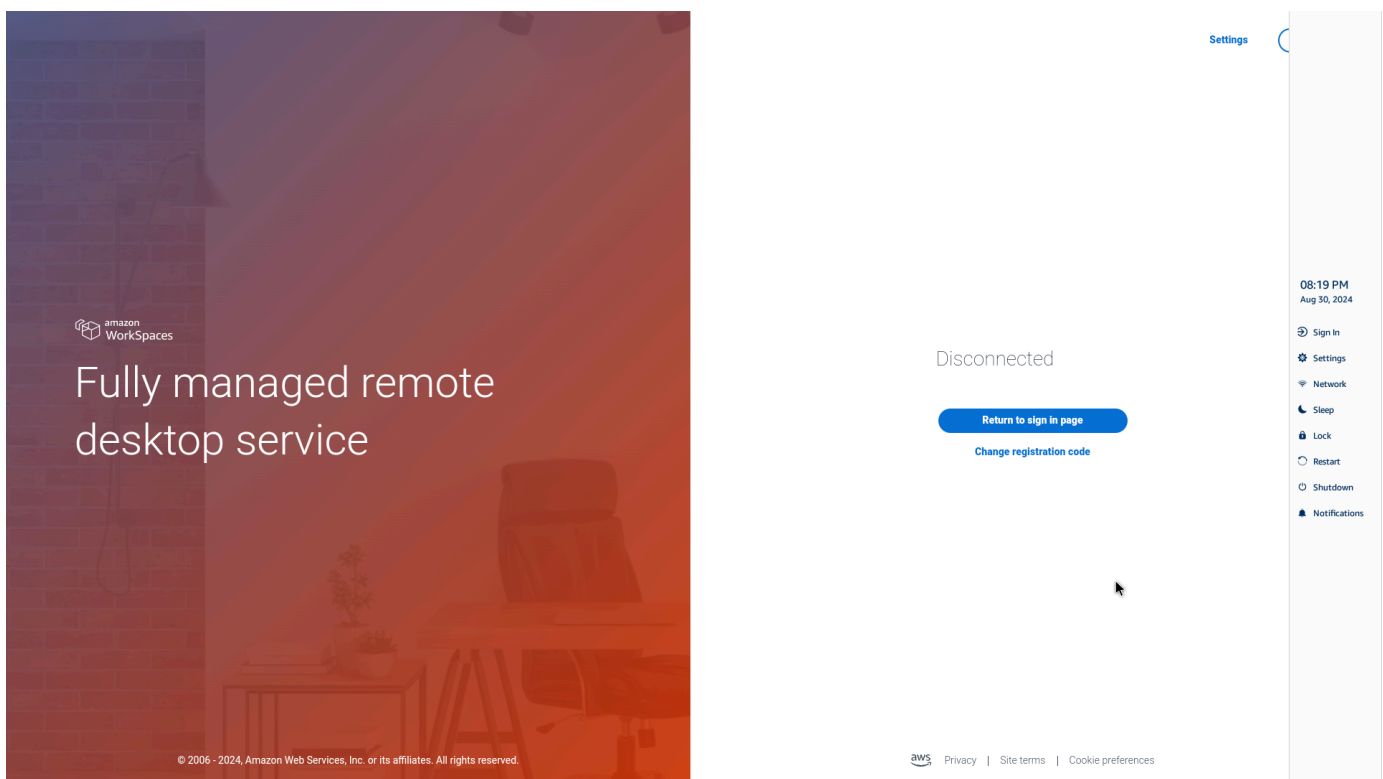 amazon
WorkSpaces
Fully managed remote
desktop service
© 2006 - 2024, Amazon Web Services, Inc. or its affiliates. All rights reserved.
Settings
Disconnected
Return to sign in page
Change registration code
aws Privacy | Site terms | Cookie preferences
08:19 PM
Aug 30, 2024
Sign In
Settings
Network
Sleep
Lock
Restart
Shutdown
Notifications